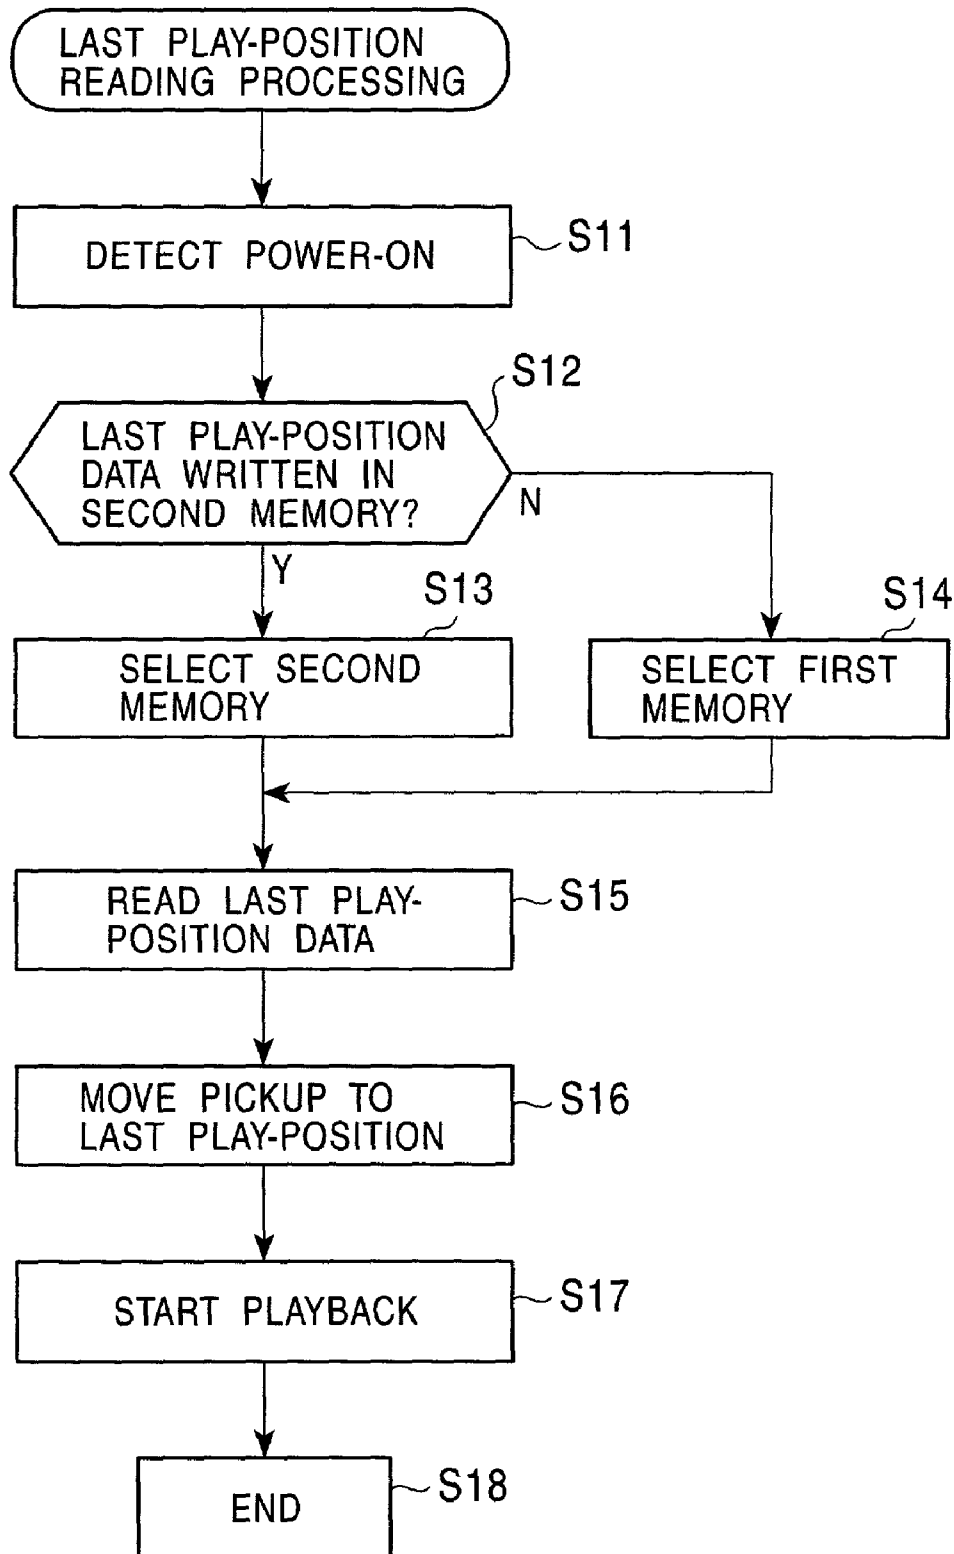 LAST PLAY-POSITION
READING PROCESSING
DETECT POWER-ON
S11
S12
LAST PLAY-POSITION
DATA WRITTEN IN
SECOND MEMORY?
N
Y
S13
SELECT SECOND
MEMORY
S14
SELECT FIRST
MEMORY
READ LAST PLAY-
POSITION DATA
S15
MOVE PICKUP TO
LAST PLAY-POSITION
S16
START PLAYBACK
S17
END
S18